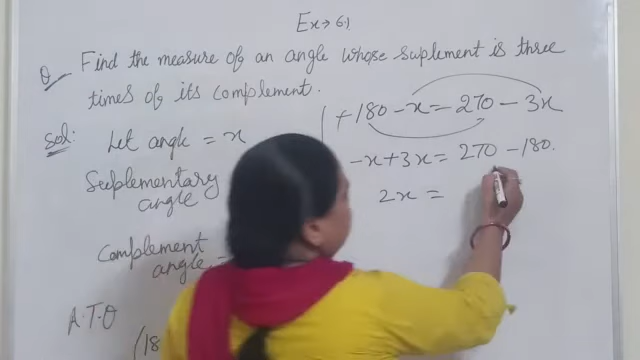 Ex → 6.1
Q. Find the measure of an angle whose suplement is three
times of its complement.
Sol: Let angle = x
Suplementary
angle
Complement
angle =
A.T.Q
(18
+180 - x = 270 - 3x
-x + 3x = 270 - 180.
2x =